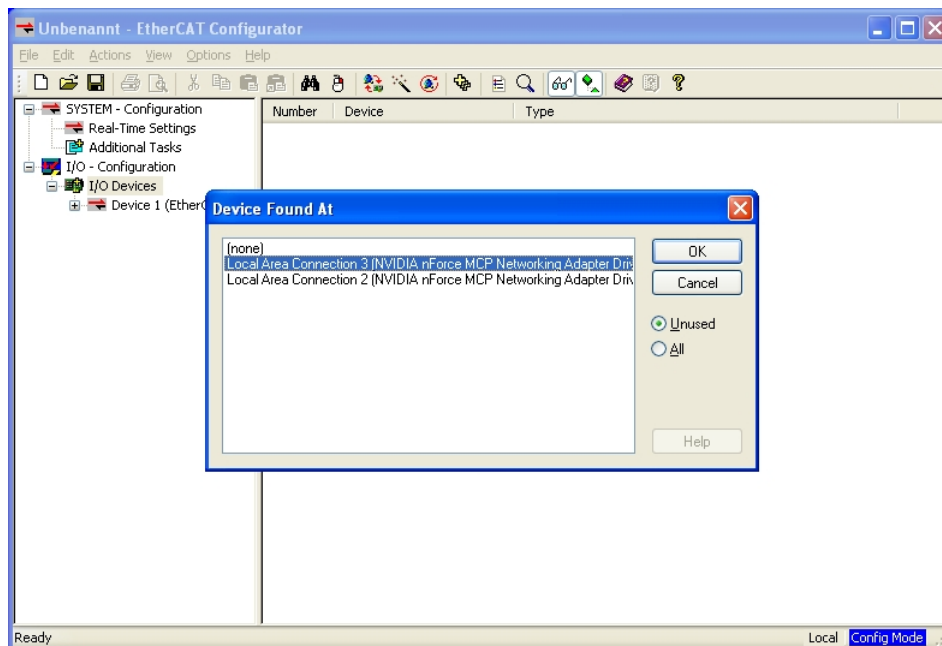 Unbenannt - EtherCAT Configurator
File Edit Actions View Options Help
SYSTEM - Configuration
Real-Time Settings
Additional Tasks
I/O - Configuration
I/O Devices
Device 1 (EtherC
Number Device Type
Device Found At
(none)
Local Area Connection 3 (NVIDIA nForce MCP Networking Adapter Driv
Local Area Connection 2 (NVIDIA nForce MCP Networking Adapter Driv
OK
Cancel
Unused
All
Help
Ready Local Config Mode